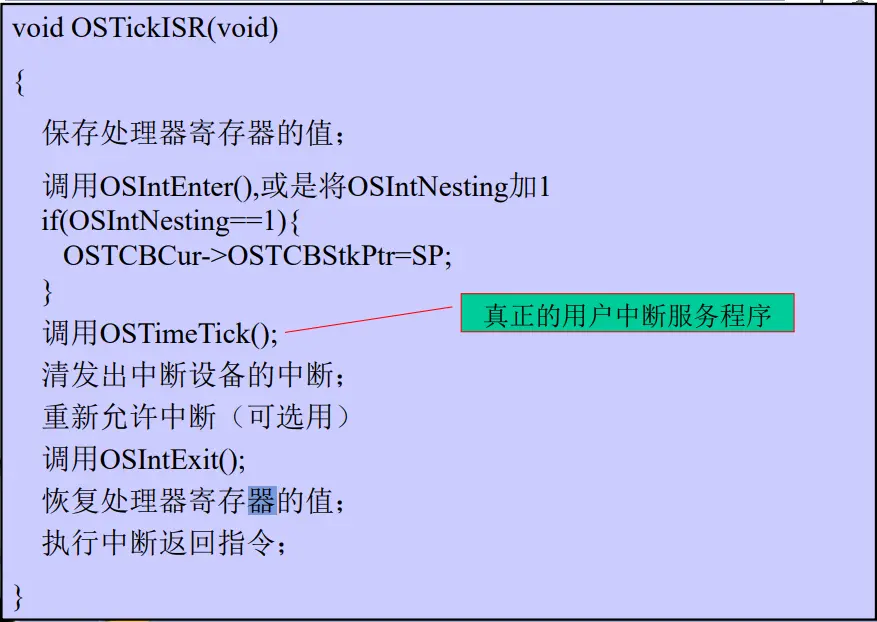 void OSTickISR(void)
{
保存处理器寄存器的值；
调用OSIntEnter(),或是将OSIntNesting加1
if(OSIntNesting==1){
OSTCBCur->OSTCBStkPtr=SP;
}
调用OSTimeTick();
真正的用户中断服务程序
清发出中断设备的中断；
重新允许中断（可选用）
调用OSIntExit();
恢复处理器寄存器的值；
执行中断返回指令；
}